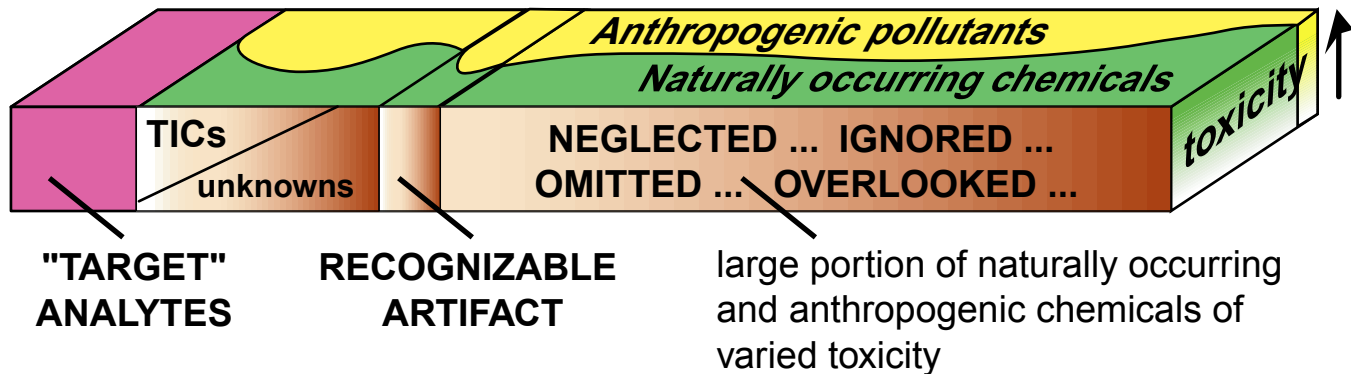 Anthropogenic pollutants
Naturally occurring chemicals
toxicity
TICs
unknowns
NEGLECTED ... IGNORED ...
OMITTED ... OVERLOOKED ...
"TARGET"
ANALYTES
RECOGNIZABLE
ARTIFACT
large portion of naturally occurring
and anthropogenic chemicals of
varied toxicity